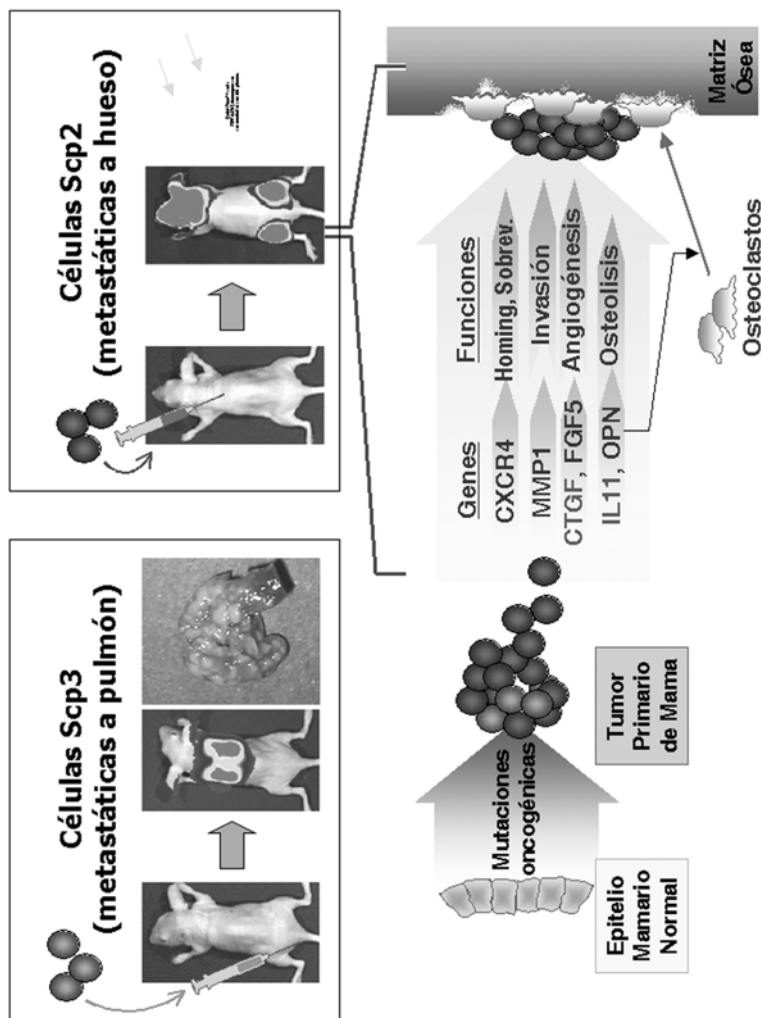 Células Scp3
(metastáticas a pulmón)
Células Scp2
(metastáticas a hueso)
Epitelio
Mamario
Normal
Mutaciones
oncogénicas
Tumor
Primario
de Mama
Genes
Funciones
CXCR4
Homing, Sobrev.
MMP1
Invasión
CTGF, FGF5
Angiogénesis
IL11, OPN
Osteolisis
Osteoclastos
Matriz
Ósea